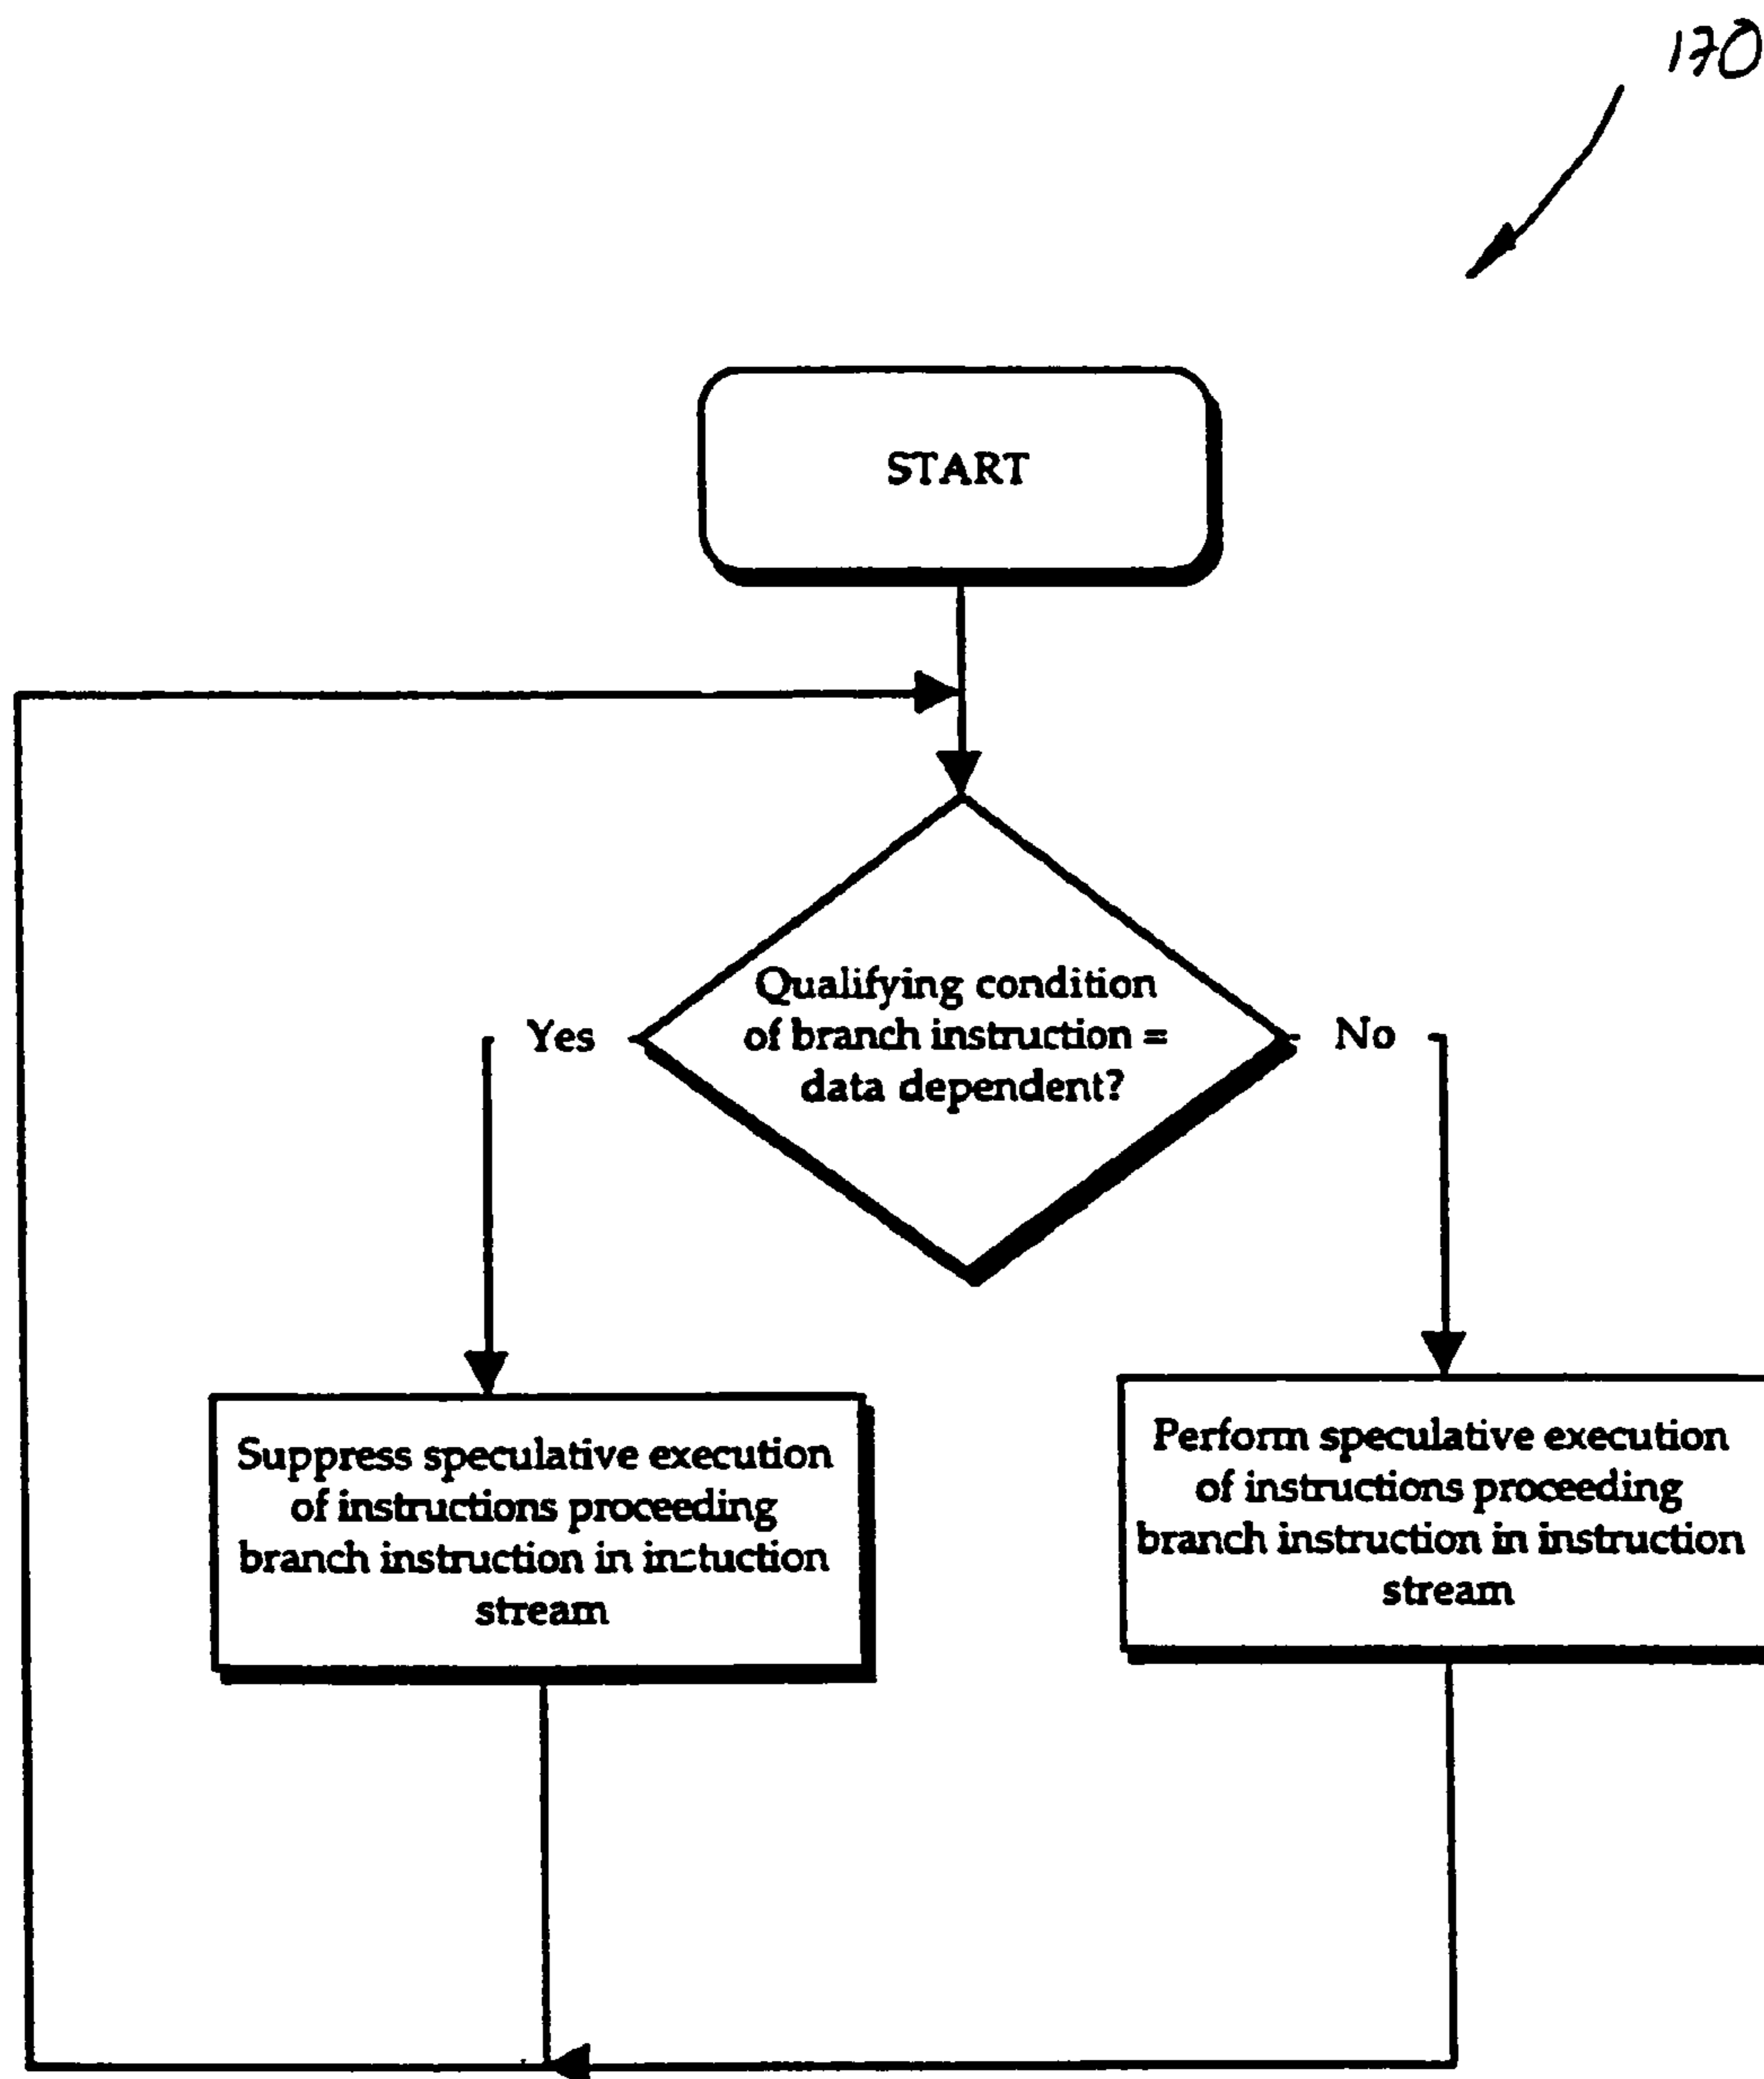 170
START
Qualifying condition
of branch instruction =
data dependent?
Yes
No
Suppress speculative execution
of instructions proceeding
branch instruction in instuction
stream
Perform speculative execution
of instructions proceeding
branch instruction in instruction
stream